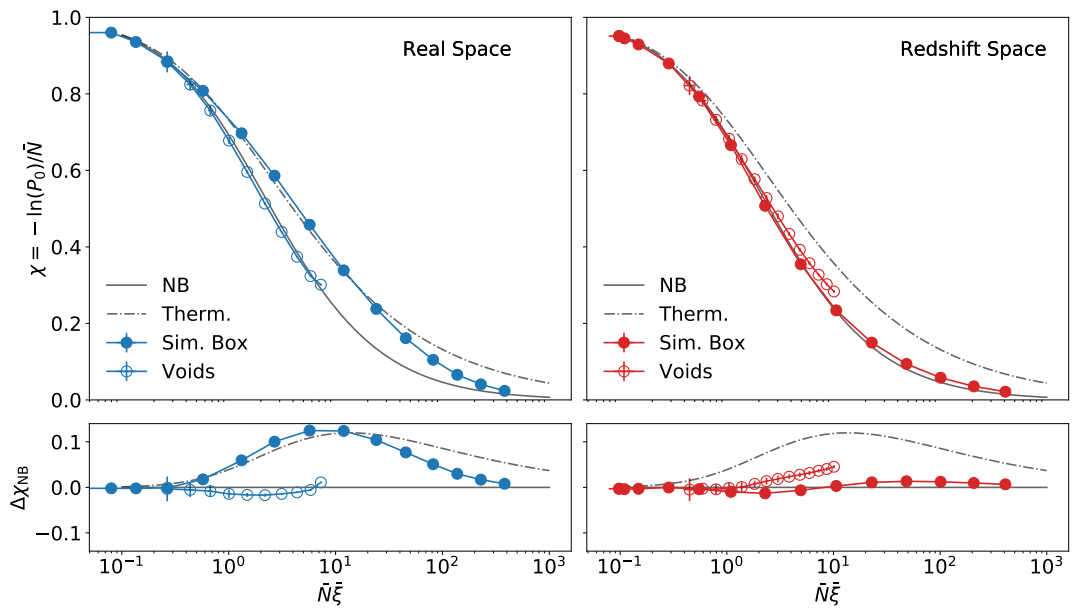 Real Space
Redshift Space
χ = − ln(P₀)/N̄
1.0
0.8
0.6
0.4
0.2
0.0
NB
Therm.
Sim. Box
Voids
NB
Therm.
Sim. Box
Voids
Δχ_NB
0.1
0.0
−0.1
10⁻¹ 10⁰ 10¹ 10² 10³
10⁻¹ 10⁰ 10¹ 10² 10³
N̄ξ̄
N̄ξ̄